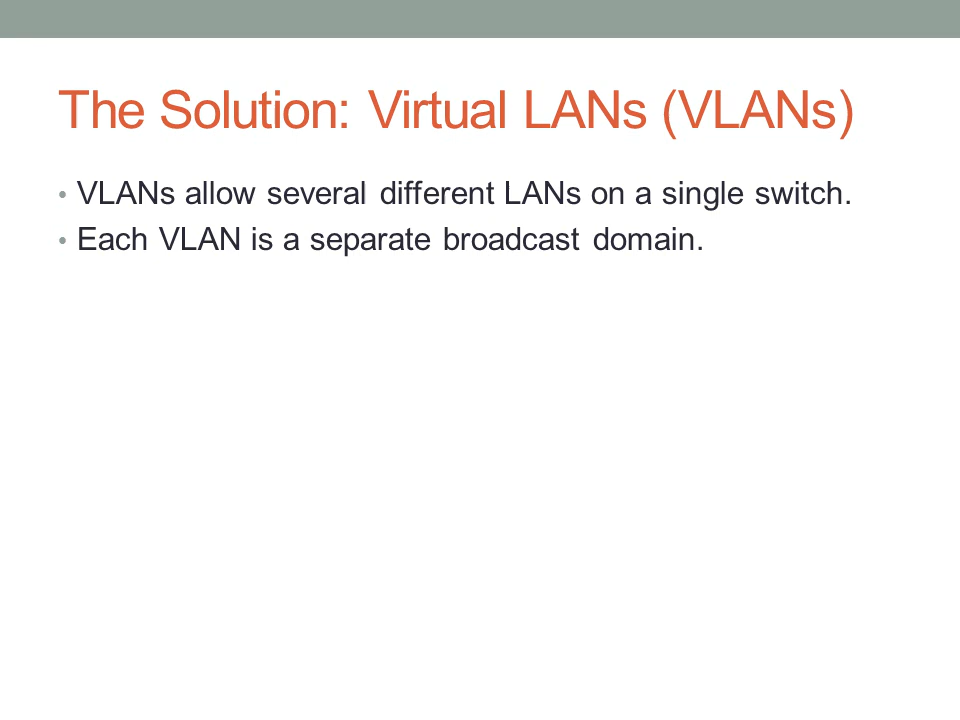 The Solution: Virtual LANs (VLANs)
• VLANs allow several different LANs on a single switch.
• Each VLAN is a separate broadcast domain.